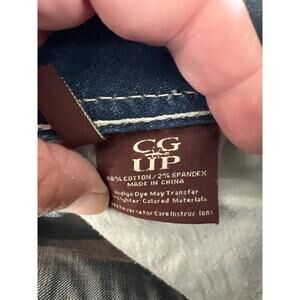 CG
UP
98% COTTON/2% SPANDEX
MADE IN CHINA
Indigo Dye May Transfer
Lighter Colored Materials
Reverse for Care Instructions